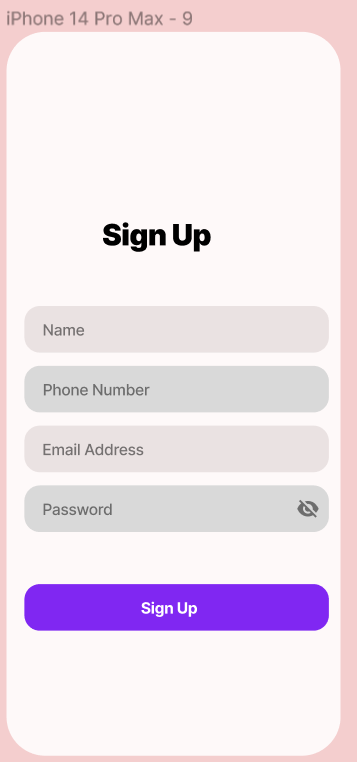 iPhone 14 Pro Max - 9
Sign Up
Name
Phone Number
Email Address
Password
Sign Up